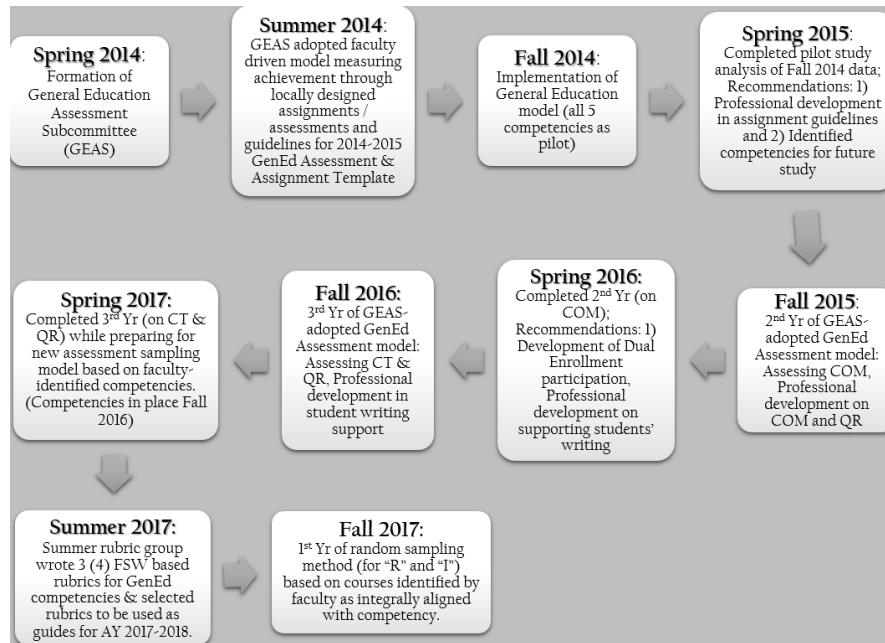 Spring 2014:
Formation of
General Education
Assessment
Subcommittee
(GEAS)
Summer 2014:
GEAS adopted faculty
driven model measuring
achievement through
locally designed
assignments /
assessments and
guidelines for 2014-2015
GenEd Assessment &
Assignment Template
Fall 2014:
Implementation of
General Education
model (all 5
competencies as
pilot)
Spring 2015:
Completed pilot study
analysis of Fall 2014 data;
Recommendations: 1)
Professional development
in assignment guidelines
and 2) Identified
competencies for future
study
Fall 2015:
2nd Yr of GEAS-
adopted GenEd
Assessment model:
Assessing COM,
Professional
development on
COM and QR
Spring 2016:
Completed 2nd Yr (on
COM);
Recommendations: 1)
Development of Dual
Enrollment
participation,
Professional
development on
supporting students'
writing
Fall 2016:
3rd Yr of GEAS-
adopted GenEd
Assessment model:
Assessing CT &
QR, Professional
development in
student writing
support
Spring 2017:
Completed 3rd Yr (on CT &
QR) while preparing for
new assessment sampling
model based on faculty-
identified competencies.
(Competencies in place Fall
2016)
Summer 2017:
Summer rubric group
wrote 3 (4) FSW based
rubrics for GenEd
competencies & selected
rubrics to be used as
guides for AY 2017-2018.
Fall 2017:
1st Yr of random sampling
method (for “R” and “I”)
based on courses identified by
faculty as integrally aligned
with competency.